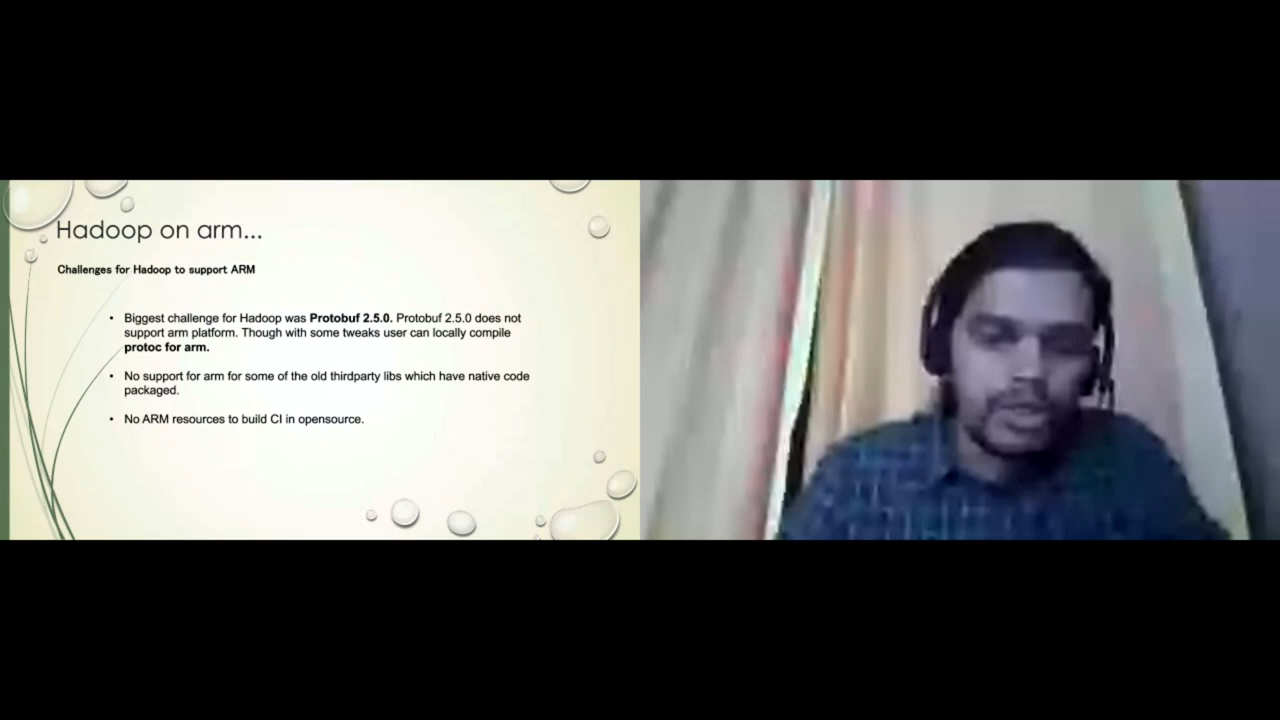 Hadoop on arm...
Challenges for Hadoop to support ARM
• Biggest challenge for Hadoop was Protobuf 2.5.0. Protobuf 2.5.0 does not
support arm platform. Though with some tweaks user can locally compile
protoc for arm.
• No support for arm for some of the old thirdparty libs which have native code
packaged.
• No ARM resources to build CI in opensource.